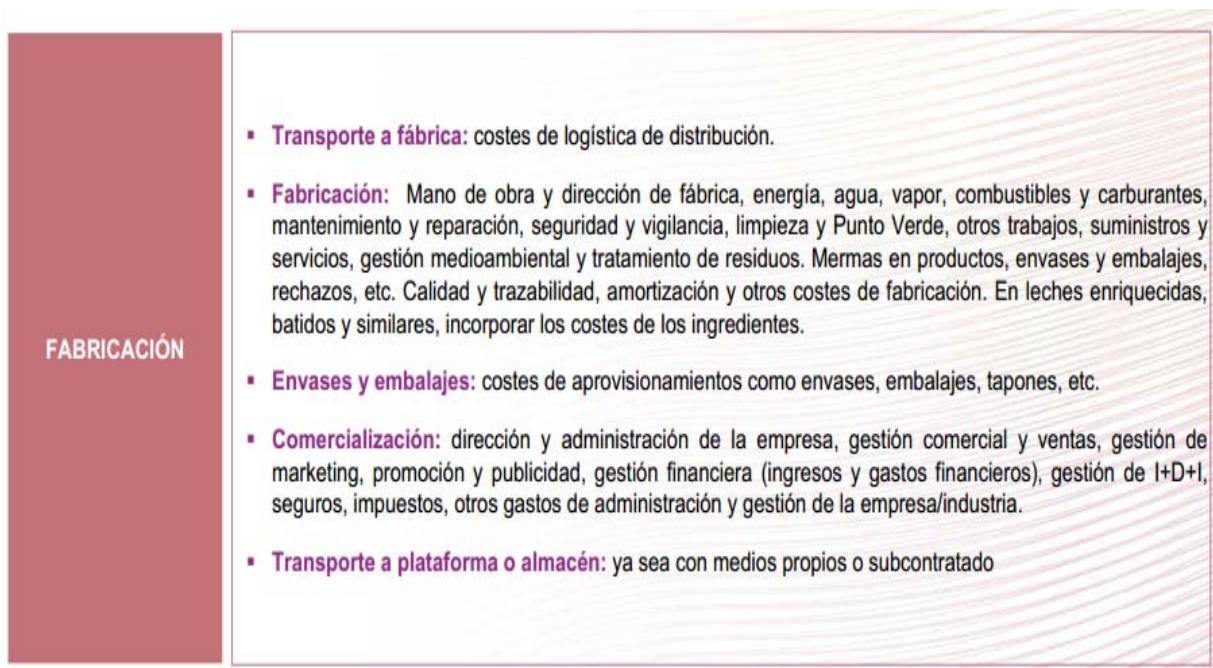 FABRICACIÓN
▪ Transporte a fábrica: costes de logística de distribución.
▪ Fabricación: Mano de obra y dirección de fábrica, energía, agua, vapor, combustibles y carburantes,
mantenimiento y reparación, seguridad y vigilancia, limpieza y Punto Verde, otros trabajos, suministros y
servicios, gestión medioambiental y tratamiento de residuos. Mermas en productos, envases y embalajes,
rechazos, etc. Calidad y trazabilidad, amortización y otros costes de fabricación. En leches enriquecidas,
batidos y similares, incorporar los costes de los ingredientes.
▪ Envases y embalajes: costes de aprovisionamientos como envases, embalajes, tapones, etc.
▪ Comercialización: dirección y administración de la empresa, gestión comercial y ventas, gestión de
marketing, promoción y publicidad, gestión financiera (ingresos y gastos financieros), gestión de I+D+I,
seguros, impuestos, otros gastos de administración y gestión de la empresa/industria.
▪ Transporte a plataforma o almacén: ya sea con medios propios o subcontratado